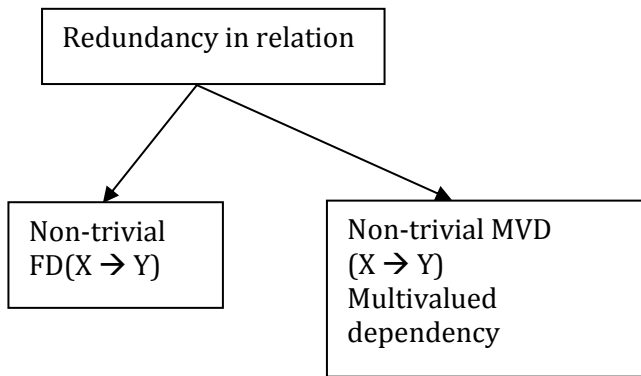 Redundancy in relation
Non-trivial
FD(X → Y)
Non-trivial MVD
(X → Y)
Multivalued
dependency